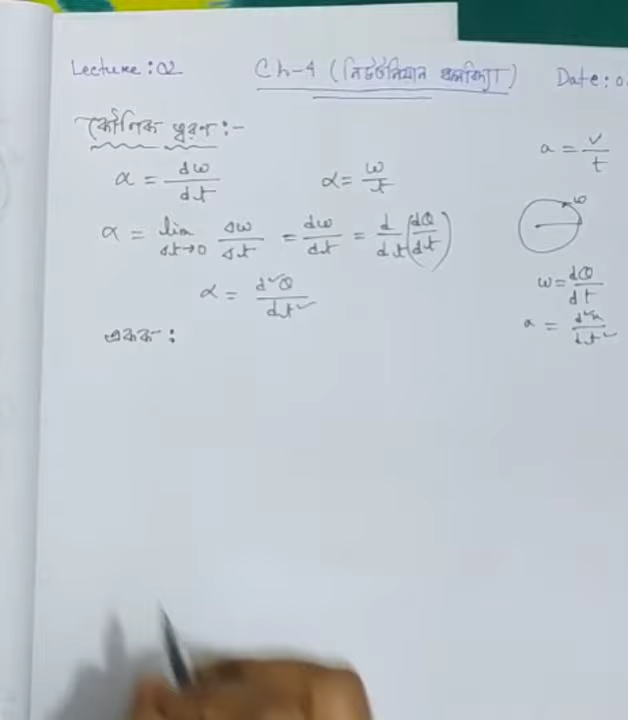 Lecture : 02 Ch-4 (নিউটনিয়ান বলবিদ্যা) Date : 0
কৌণিক ত্বরণ :-
α = dω/dt α = ω/t a = v/t
α = lim Δt→0 Δω/Δt = dω/dt = d/dt (dθ/dt) ω
α = d²θ/dt² ω = dθ/dt
একক : a = d²x/dt²